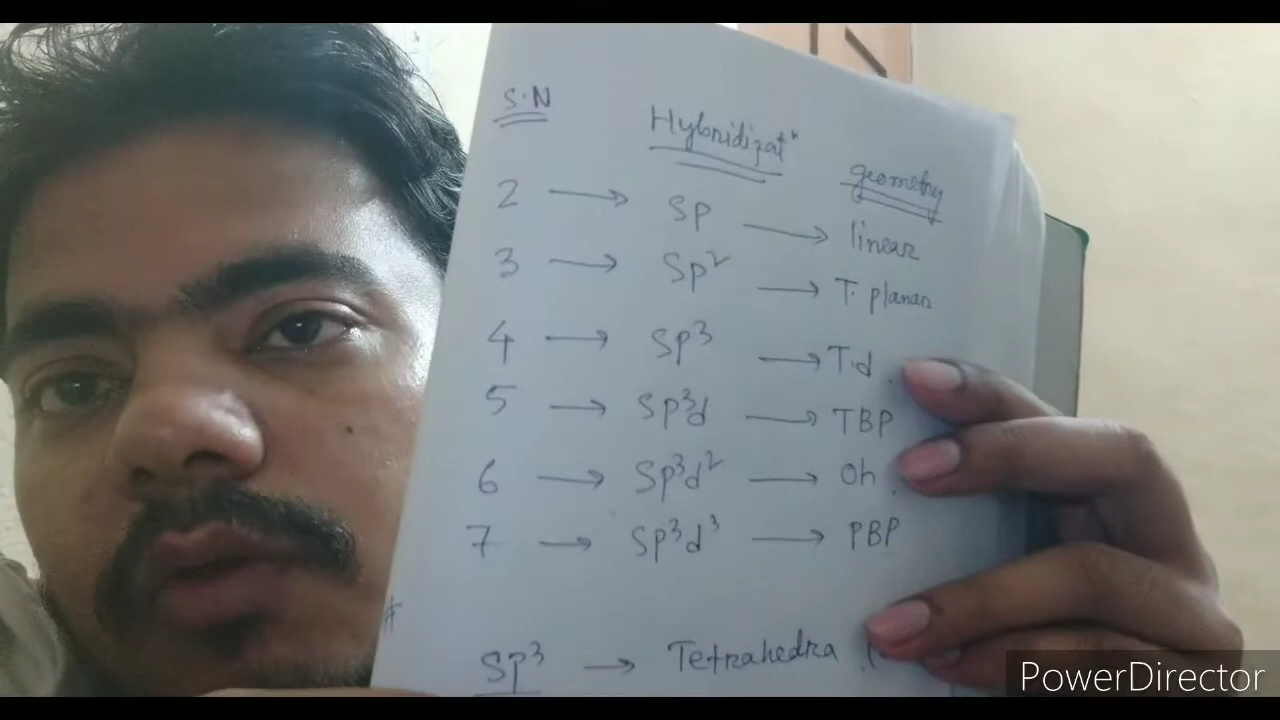 S.N Hybridizatn geometry
2 → Sp → linear
3 → Sp² → T. planar
4 → Sp³ → T.d.
5 → Sp³d → TBP
6 → Sp³d² → Oh.
7 → Sp³d³ → PBP
#
Sp³ → Tetrahedra
PowerDirector